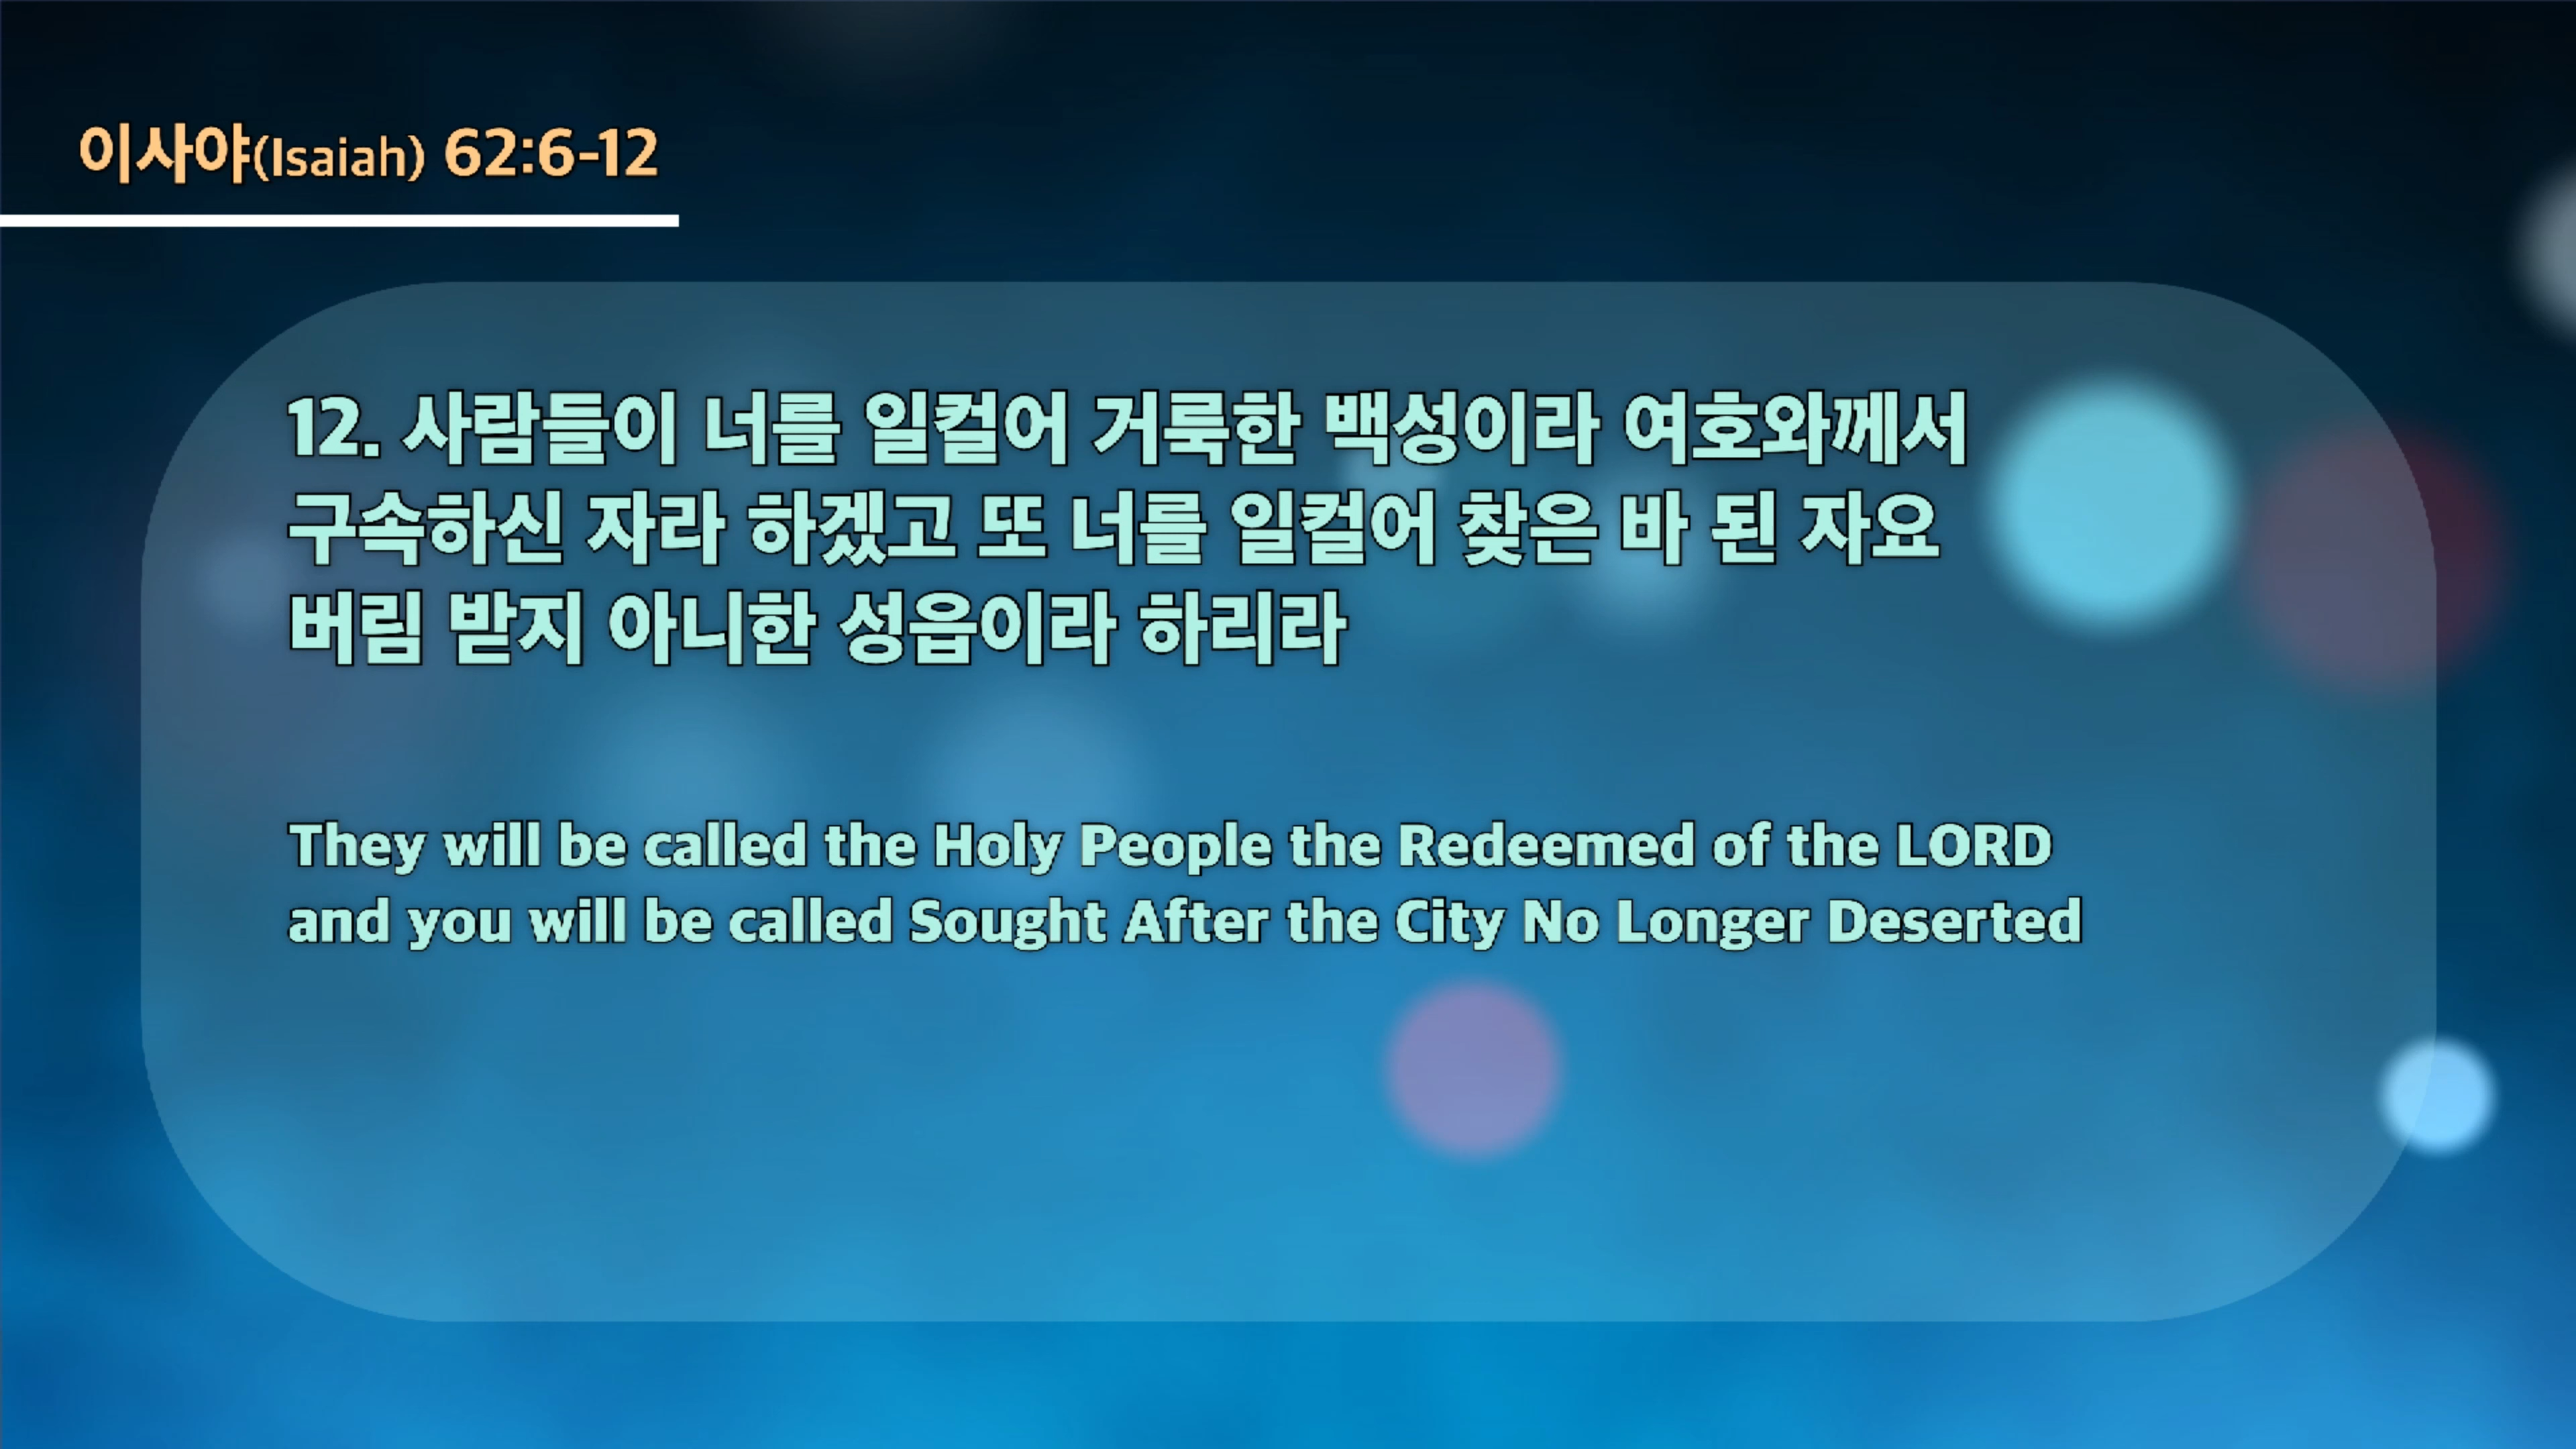 이사야(Isaiah) 62:6-12
12. 사람들이 너를 일컬어 거룩한 백성이라 여호와께서
구속하신 자라 하겠고 또 너를 일컬어 찾은 바 된 자요
버림 받지 아니한 성읍이라 하리라
They will be called the Holy People the Redeemed of the LORD
and you will be called Sought After the City No Longer Deserted